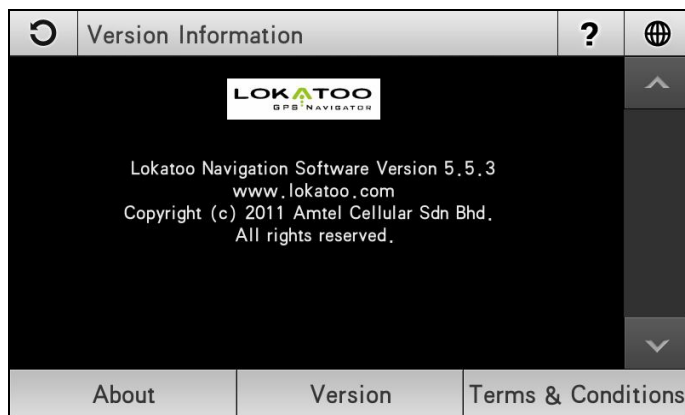 Version Information ?
LOKATOO
GPS NAVIGATOR
Lokatoo Navigation Software Version 5.5.3
www.lokatoo.com
Copyright (c) 2011 Amtel Cellular Sdn Bhd.
All rights reserved.
About Version Terms & Conditions